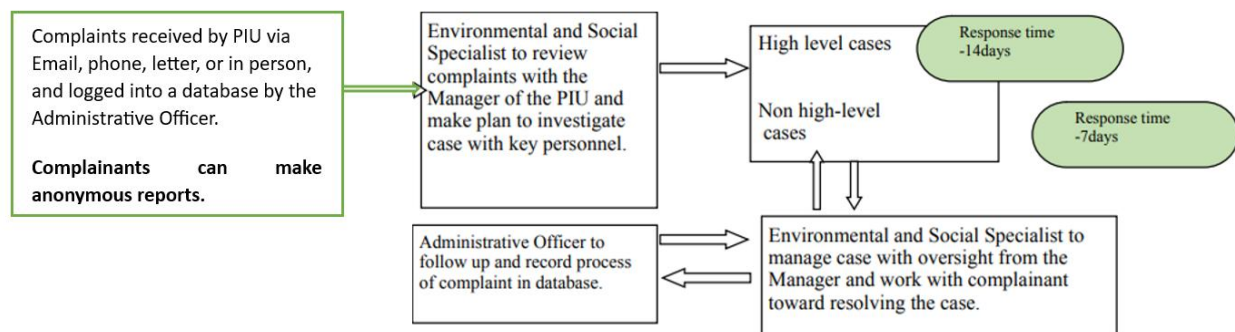 Complaints received by PIU via
Email, phone, letter, or in person,
and logged into a database by the
Administrative Officer.
Complainants can make
anonymous reports.
Environmental and Social
Specialist to review
complaints with the
Manager of the PIU and
make plan to investigate
case with key personnel.
High level cases
Response time
-14days
Non high-level
cases
Response time
-7days
Administrative Officer to
follow up and record process
of complaint in database.
Environmental and Social Specialist to
manage case with oversight from the
Manager and work with complainant
toward resolving the case.